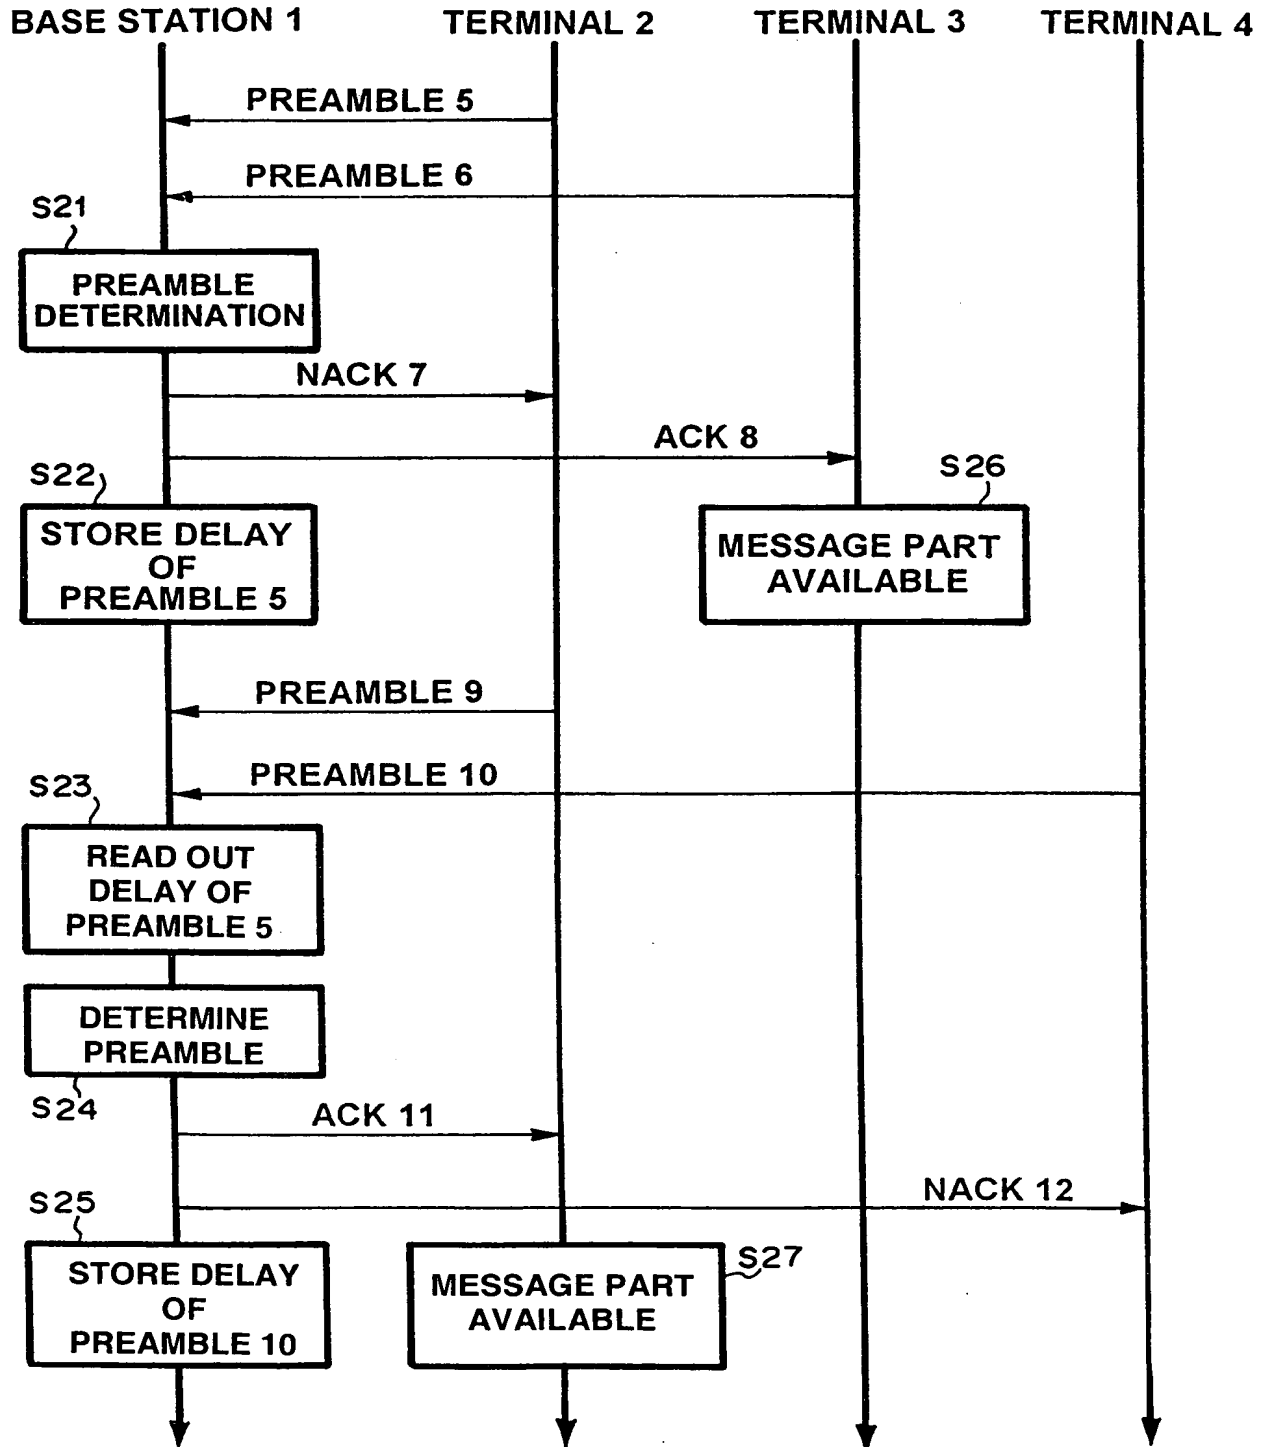 BASE STATION 1
TERMINAL 2
TERMINAL 3
TERMINAL 4
PREAMBLE 5
PREAMBLE 6
S21
PREAMBLE
DETERMINATION
NACK 7
ACK 8
S22
STORE DELAY
OF
PREAMBLE 5
S26
MESSAGE PART
AVAILABLE
PREAMBLE 9
PREAMBLE 10
S23
READ OUT
DELAY OF
PREAMBLE 5
DETERMINE
PREAMBLE
S24
ACK 11
NACK 12
S25
STORE DELAY
OF
PREAMBLE 10
MESSAGE PART
AVAILABLE
S27